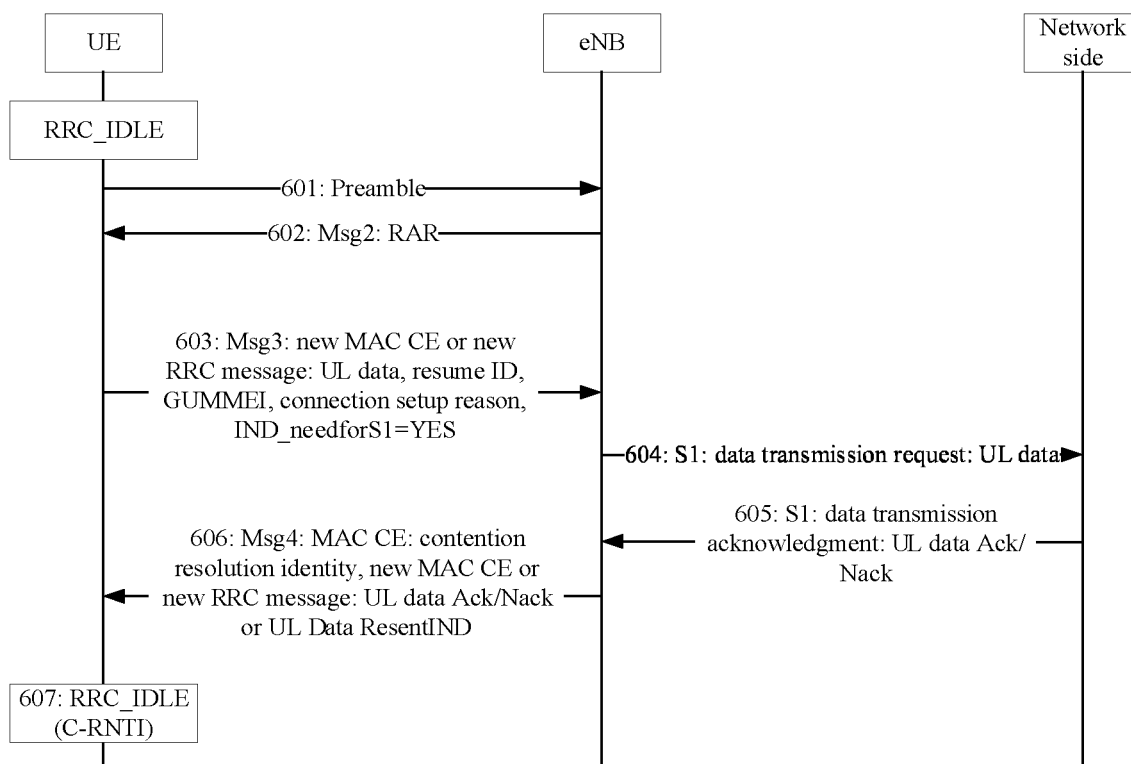 UE
eNB
Network
side
RRC_IDLE
601: Preamble
602: Msg2: RAR
603: Msg3: new MAC CE or new
RRC message: UL data, resume ID,
GUMMEI, connection setup reason,
IND_needforS1=YES
604: S1: data transmission request: UL data
605: S1: data transmission
acknowledgment: UL data Ack/
Nack
606: Msg4: MAC CE: contention
resolution identity, new MAC CE or
new RRC message: UL data Ack/Nack
or UL Data ResentIND
607: RRC_IDLE
(C-RNTI)